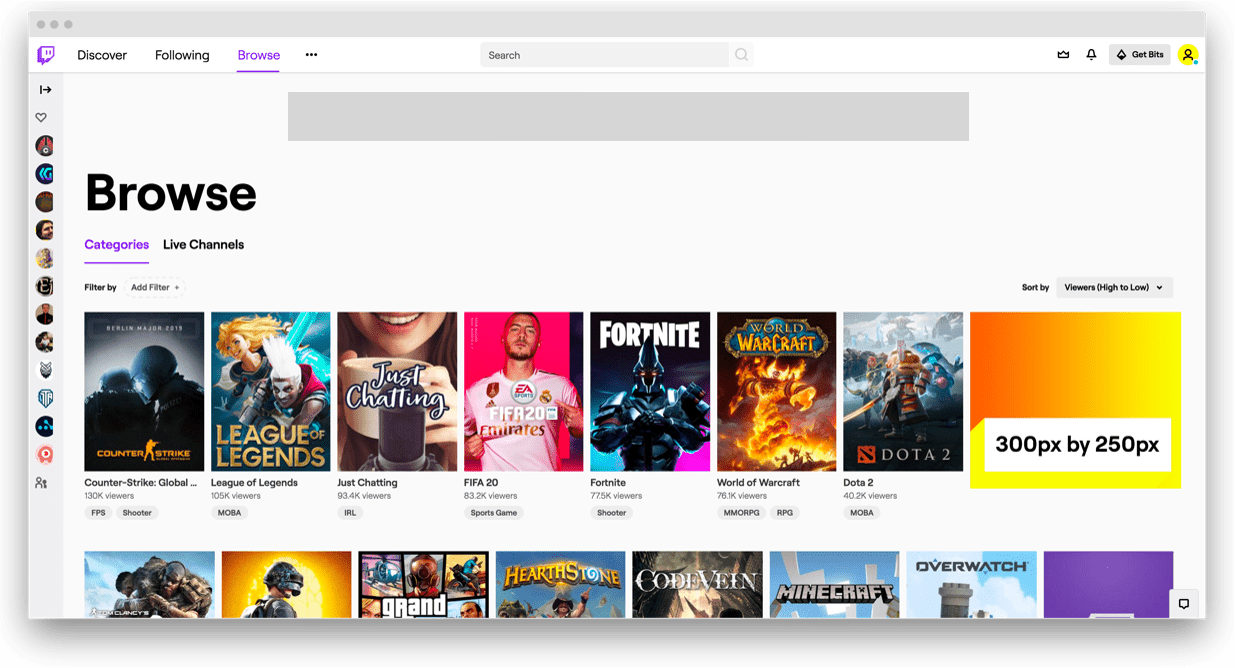 Discover Following Browse ••• Search Get Bits
Browse
Categories Live Channels
Filter by Add Filter + Sort by Viewers (High to Low)
BERLIN MAJOR 2019
COUNTER STRIKE
LEAGUE OF
LEGENDS
Just
Chatting
EA
SPORTS
FIFA20
Emirates
FORTNITE
WORLD
WARCRAFT
DOTA 2
300px by 250px
Counter-Strike: Global ... League of Legends Just Chatting FIFA 20 Fortnite World of Warcraft Dota 2
130K viewers 105K viewers 93.4K viewers 83.2K viewers 77.5K viewers 76.1K viewers 40.2K viewers
FPS Shooter MOBA IRL Sports Game Shooter MMORPG RPG MOBA
TOM CLANCY'S
grand
HEARTHSTONE
CODE VEIN
MINECRAFT
OVERWATCH